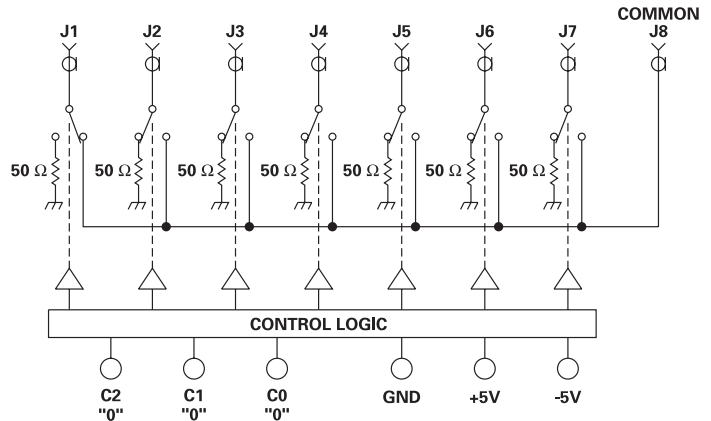 COMMON
J1 J2 J3 J4 J5 J6 J7 J8
50 Ω 50 Ω 50 Ω 50 Ω 50 Ω 50 Ω 50 Ω
CONTROL LOGIC
C2 C1 C0 GND +5V -5V
"0" "0" "0"